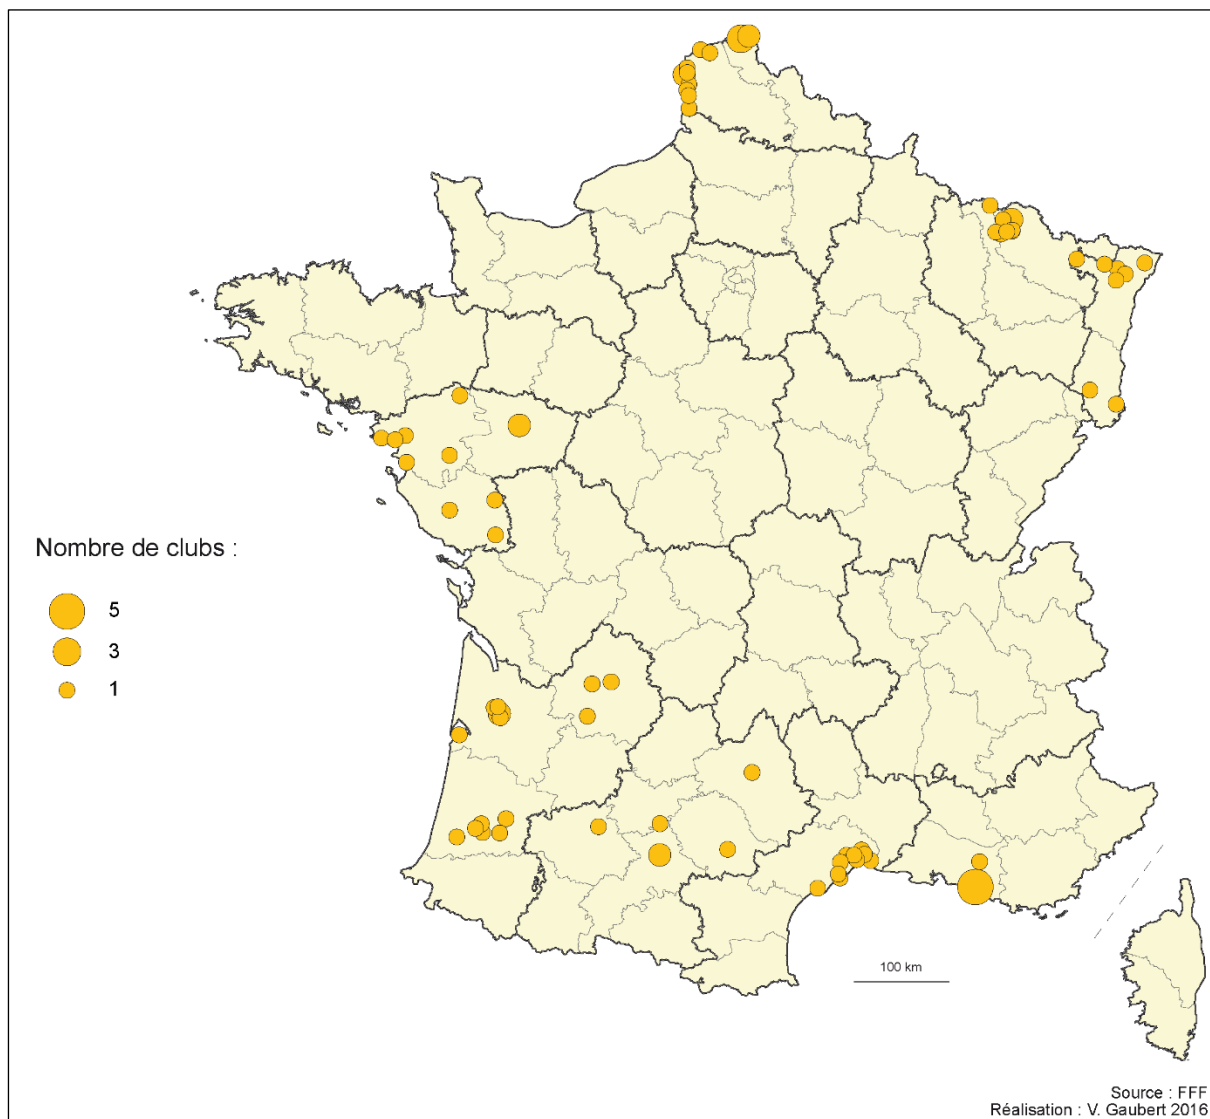 Nombre de clubs :
5
3
1
100 km
Source : FFF
Réalisation : V. Gaubert 2016